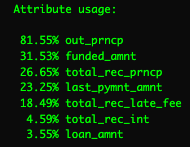 Attribute usage:
81.55% out_prncp
31.53% funded_amnt
26.65% total_rec_prncp
23.25% last_pymnt_amnt
18.49% total_rec_late_fee
4.59% total_rec_int
3.55% loan_amnt